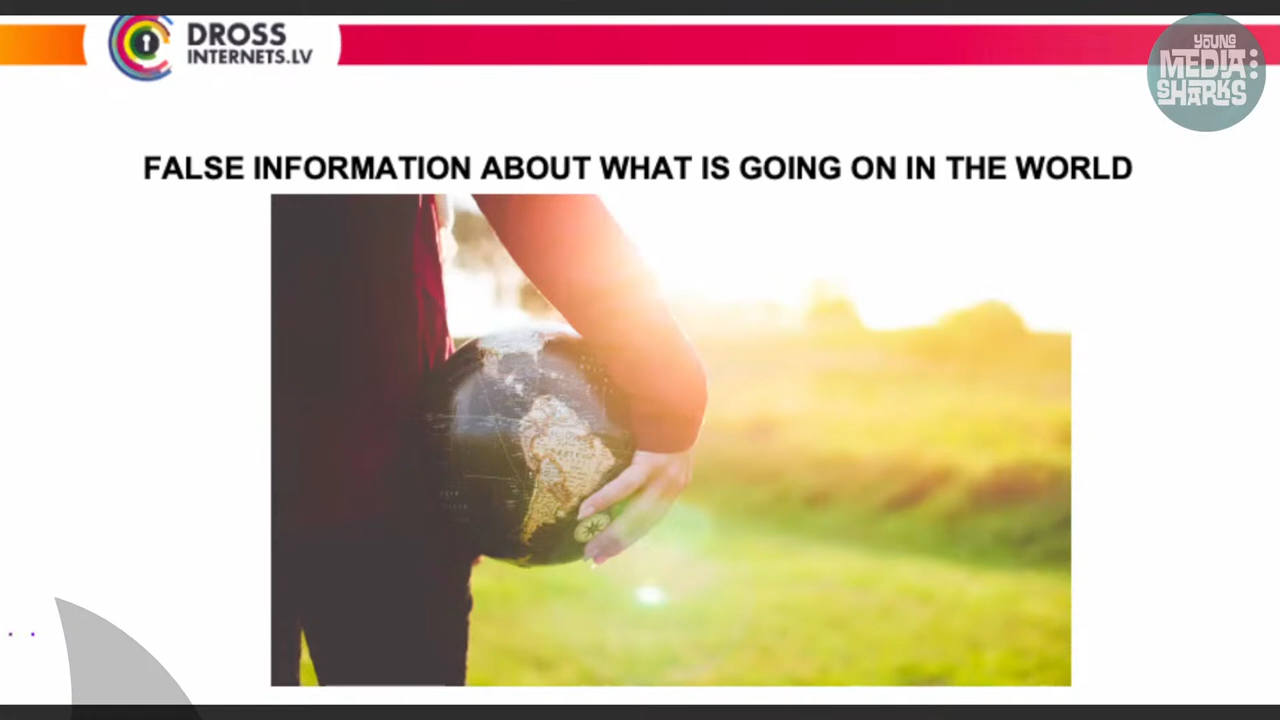 DROSS
INTERNETS.LV
YOUNG
MEDIA
SHARKS
FALSE INFORMATION ABOUT WHAT IS GOING ON IN THE WORLD